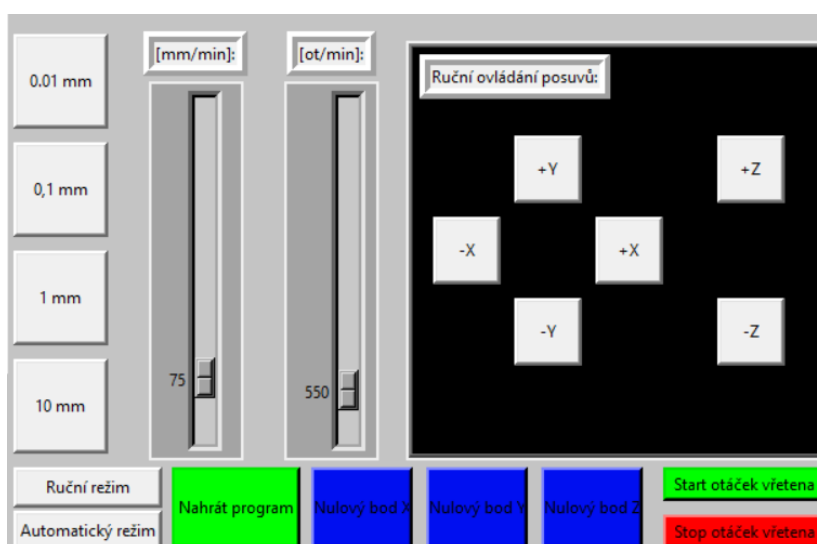 0.01 mm
0,1 mm
1 mm
10 mm
[mm/min]:
75
[ot/min]:
550
Ruční ovládání posuvů:
+Y
+Z
-X
+X
-Y
-Z
Ruční režim
Automatický režim
Nahrát program
Nulový bod X
Nulový bod Y
Nulový bod Z
Start otáček vřetena
Stop otáček vřetena